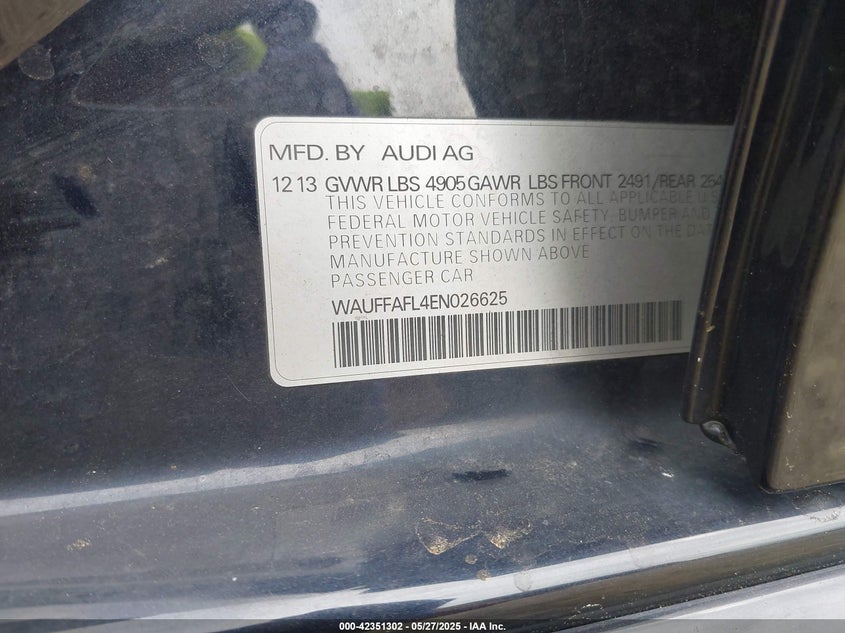 MFD. BY AUDI AG
12 13 GVWR LBS 4905 GAWR LBS FRONT 2491/REAR
THIS VEHICLE CONFORMS TO ALL APPLICABLE U.S
FEDERAL MOTOR VEHICLE SAFETY, BUMPER AND
PREVENTION STANDARDS IN EFFECT ON THE
MANUFACTURE SHOWN ABOVE
PASSENGER CAR
WAUFFAFL4EN026625
000-42351302 - 05/27/2025 - IAA Inc.